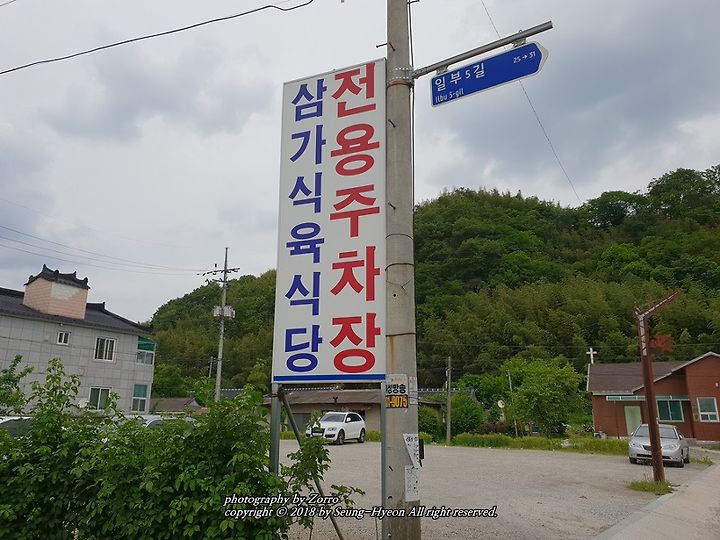 삼가식육식당
전용주차장
일부5길
Ilbu 5-gil
25→31
9075
photography by Zorro
copyright © 2018 by Seung-Hyeon All right reserved.